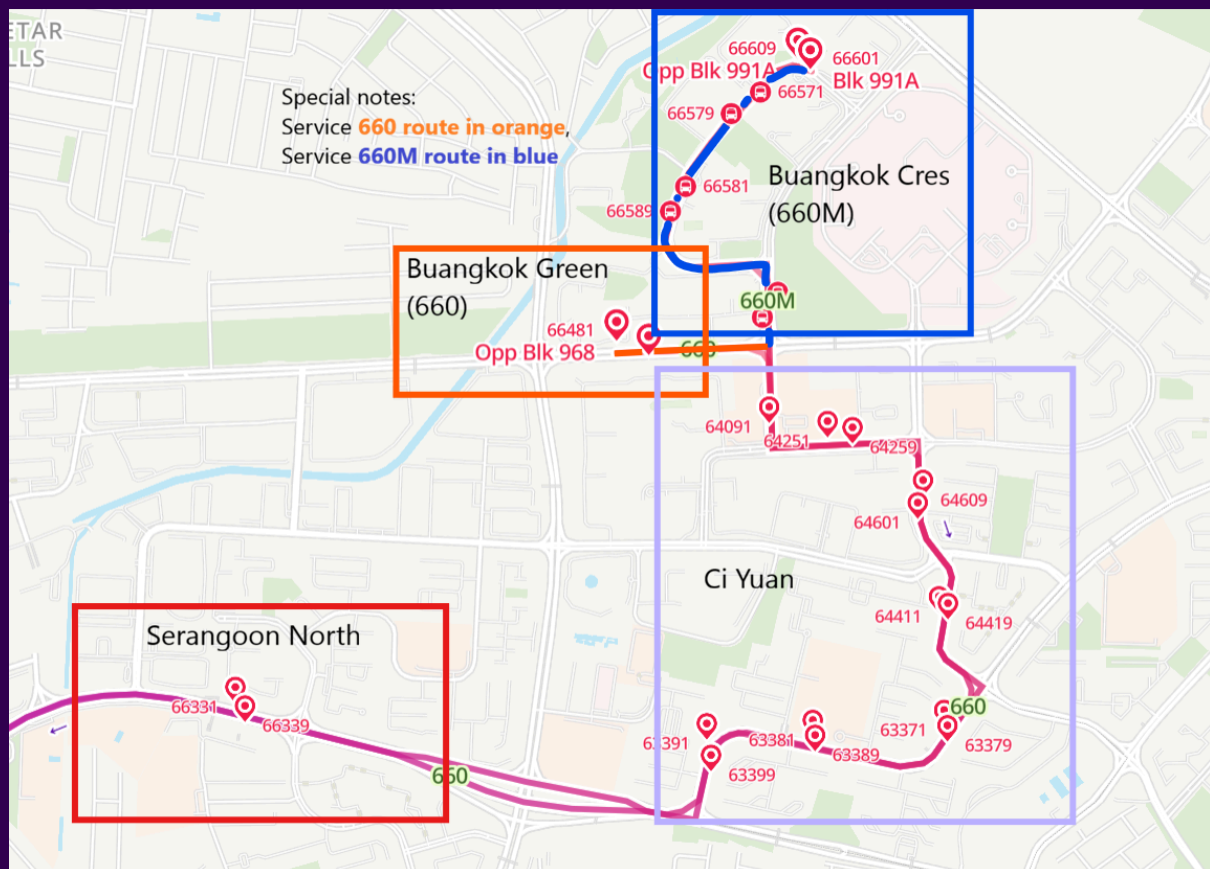 ETAR
LLS
Special notes:
Service 660 route in orange,
Service 660M route in blue
66609
Opp Blk 991A
66601
Blk 991A
66571
66579
66581
66589
Buangkok Cres
(660M)
Buangkok Green
(660)
660M
66481
Opp Blk 968
660
64091
64251
64259
64609
64601
Ci Yuan
64411
64419
Serangoon North
66331
66339
660
63391
63399
63381
63389
63371
63379
660